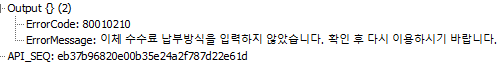 Output {} (2)
ErrorCode: 80010210
ErrorMessage: 이체 수수료 납부방식을 입력하지 않았습니다. 확인 후 다시 이용하시기 바랍니다.
API_SEQ: eb37b96820e00b35e24a2f787d22e61d